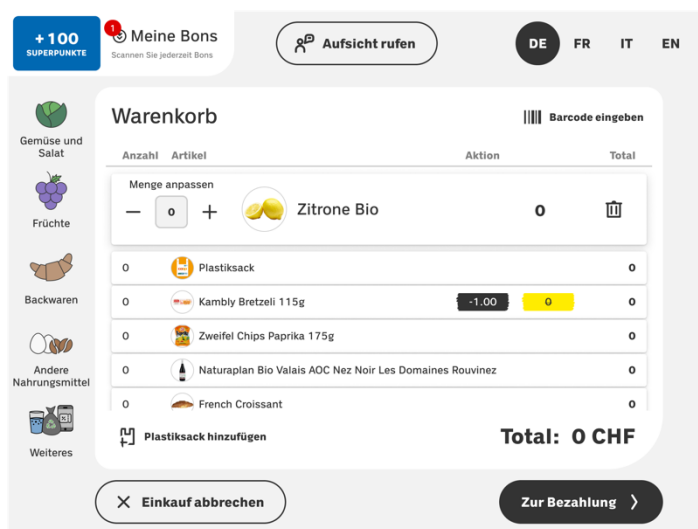 +100
SUPERPUNKTE
1
Meine Bons
Scannen Sie jederzeit Bons
Aufsicht rufen
DE FR IT EN
Gemüse und
Salat
Früchte
Backwaren
Andere
Nahrungsmittel
Weiteres
Warenkorb
Barcode eingeben
Anzahl Artikel Aktion Total
Menge anpassen
− 0 + Zitrone Bio 0
0 Plastiksack 0
0 Kambly Bretzeli 115g -1.00 0 0
0 Zweifel Chips Paprika 175g 0
0 Naturaplan Bio Valais AOC Nez Noir Les Domaines Rouvinez 0
0 French Croissant 0
Plastiksack hinzufügen
Total: 0 CHF
Einkauf abbrechen
Zur Bezahlung